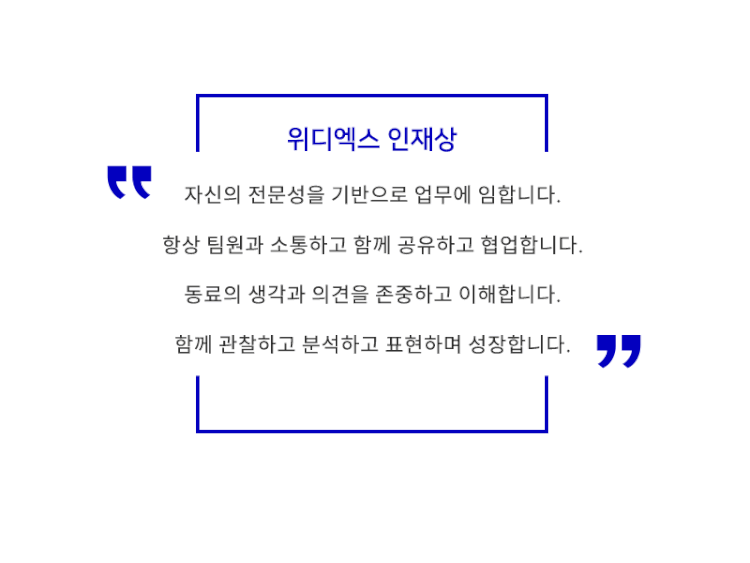 위디엑스 인재상
자신의 전문성을 기반으로 업무에 임합니다.
항상 팀원과 소통하고 함께 공유하고 협업합니다.
동료의 생각과 의견을 존중하고 이해합니다.
함께 관찰하고 분석하고 표현하며 성장합니다.